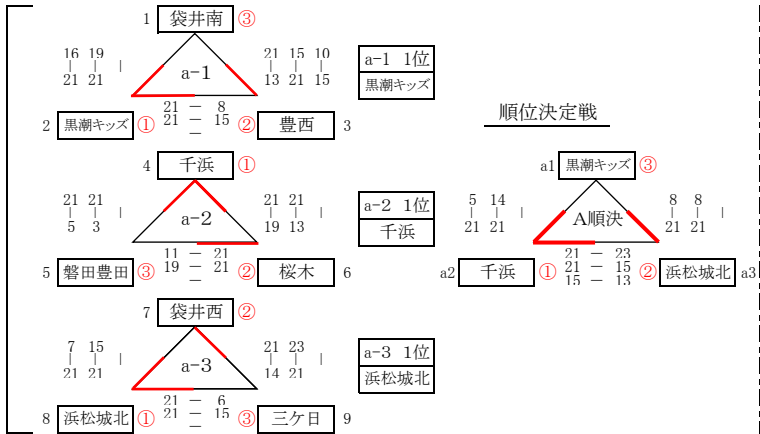 1 袋井南 ③
16 19
| | |
21 21
a-1
21 15 10
| | |
13 21 15
a-1 1位
黒潮キッズ
21 － 8
21 － 15
－
2 黒潮キッズ ①
② 豊西 3
順位決定戦
4 千浜 ①
21 21
| | |
5 3
a-2
21 21
| | |
19 13
a-2 1位
千浜
11 － 21
19 － 21
－
5 磐田豊田 ③
② 桜木 6
a1 黒潮キッズ ③
5 14
| | |
21 21
A順決
8 8
| | |
21 21
21 － 23
21 － 15
15 － 13
a2 千浜 ①
② 浜松城北 a3
7 袋井西 ②
7 15
| | |
21 21
a-3
21 23
| | |
14 21
a-3 1位
浜松城北
21 － 6
21 － 15
－
8 浜松城北 ①
③ 三ケ日 9